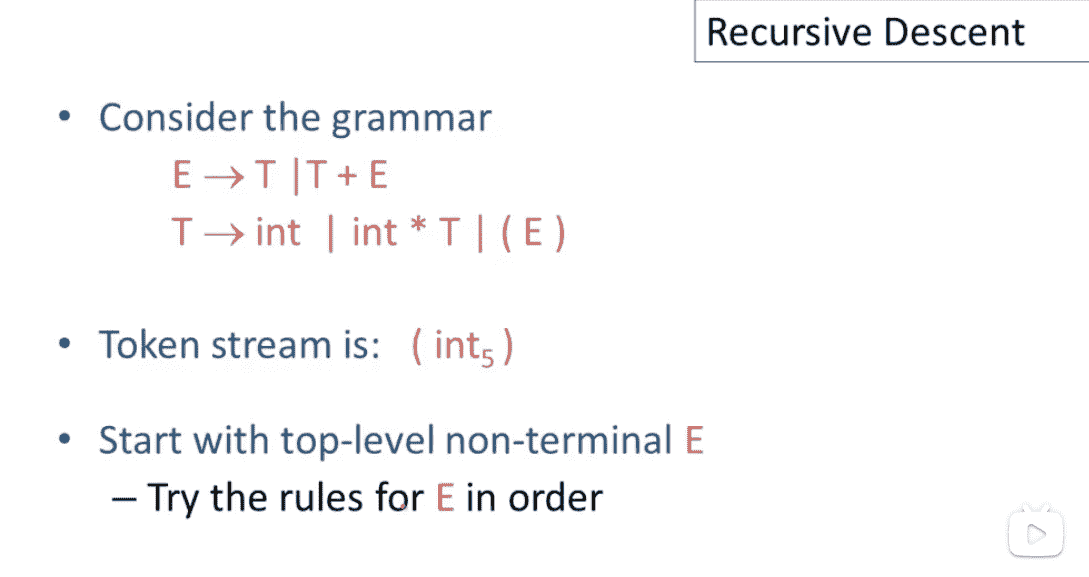 Recursive Descent
• Consider the grammar
E → T | T + E
T → int | int * T | ( E )
• Token stream is: ( int₅ )
• Start with top-level non-terminal E
– Try the rules for E in order